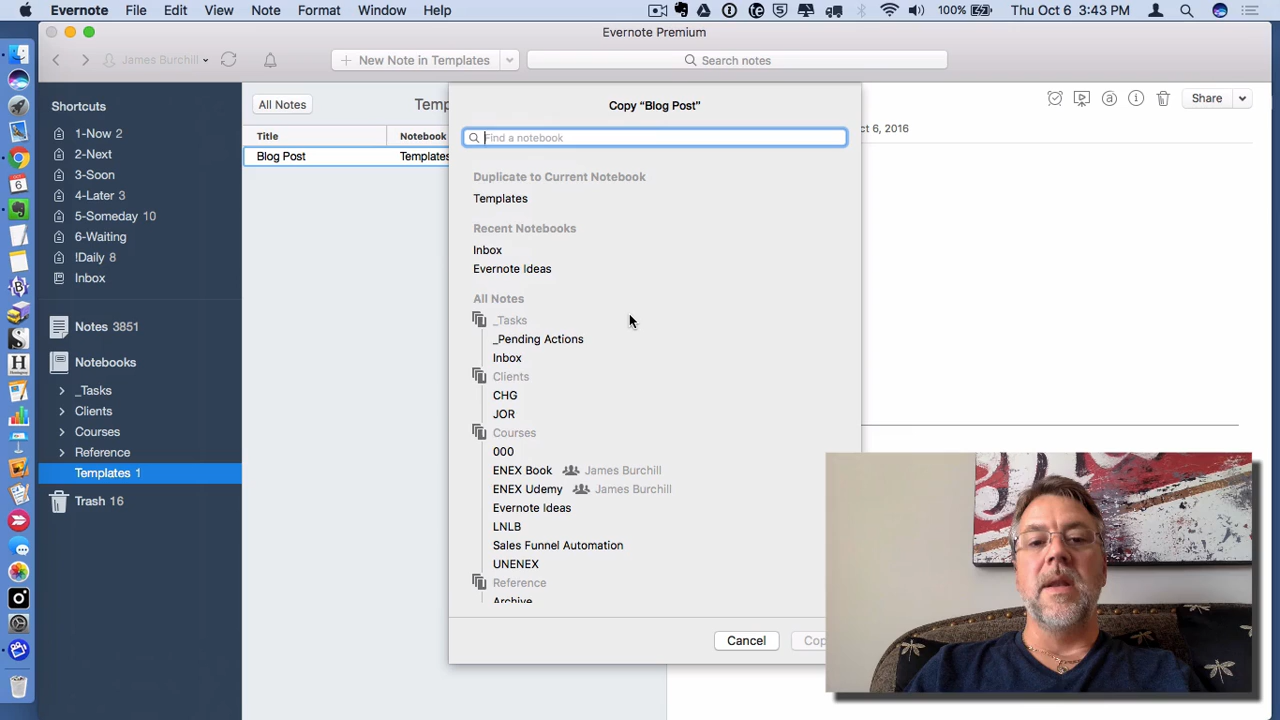 Evernote File Edit View Note Format Window Help 100% Thu Oct 6 3:43 PM
Evernote Premium
James Burchill
New Note in Templates
Search notes
Shortcuts
1-Now 2
2-Next
3-Soon
4-Later 3
5-Someday 10
6-Waiting
!Daily 8
Inbox
Notes 3851
Notebooks
_Tasks
Clients
Courses
Reference
Templates 1
Trash 16
All Notes
Temp
Title Notebook
Blog Post Templates
Copy “Blog Post”
Find a notebook
Duplicate to Current Notebook
Templates
Recent Notebooks
Inbox
Evernote Ideas
All Notes
_Tasks
_Pending Actions
Inbox
Clients
CHG
JOR
Courses
000
ENEX Book James Burchill
ENEX Udemy James Burchill
Evernote Ideas
LNLB
Sales Funnel Automation
UNENEX
Reference
Archive
Cancel
Cop
Share
ct 6, 2016